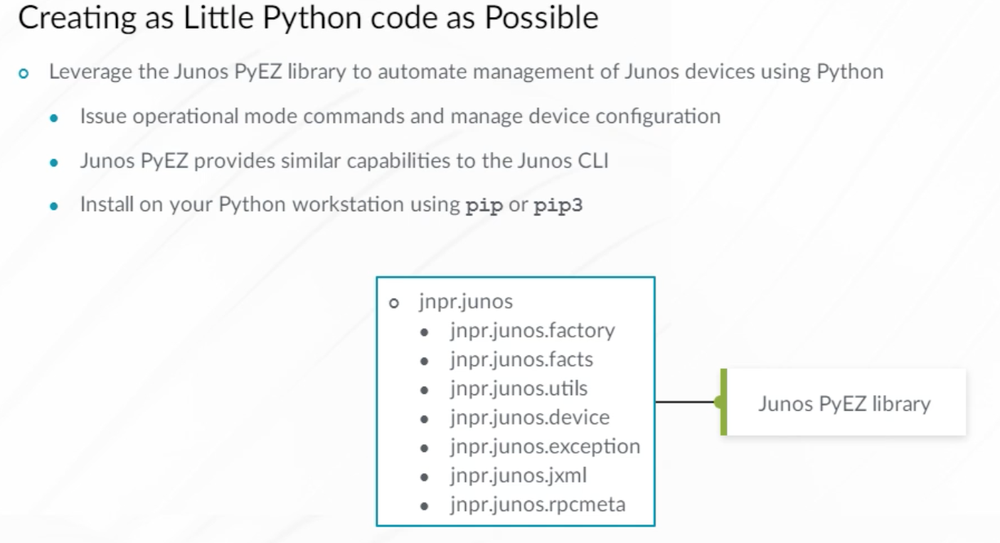 Creating as Little Python code as Possible
Leverage the Junos PyEZ library to automate management of Junos devices using Python
Issue operational mode commands and manage device configuration
Junos PyEZ provides similar capabilities to the Junos CLI
Install on your Python workstation using pip or pip3
jnpr.junos
jnpr.junos.factory
jnpr.junos.facts
jnpr.junos.utils
jnpr.junos.device
jnpr.junos.exception
jnpr.junos.jxml
jnpr.junos.rpcmeta
Junos PyEZ library